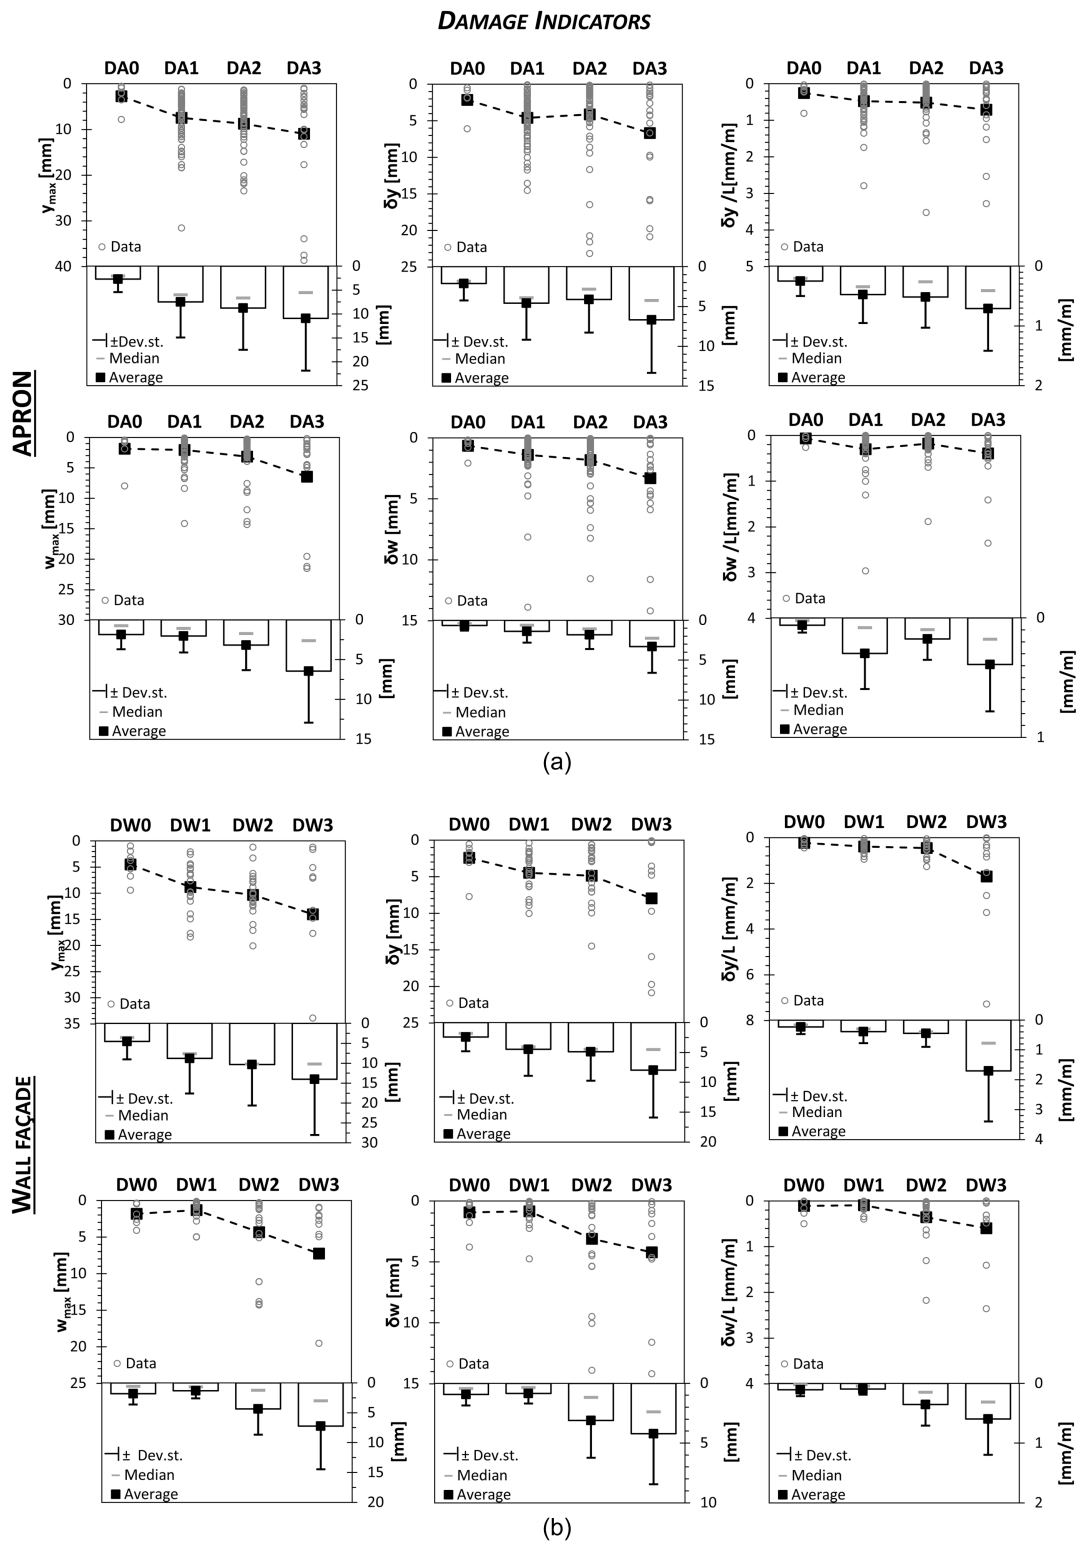 DAMAGE INDICATORS
APRON
DA0 DA1 DA2 DA3
0
10
20
30
40
y_max [mm]
Data
0
5
10
15
20
25
[mm]
±Dev.st.
Median
Average
DA0 DA1 DA2 DA3
0
5
10
15
20
25
δy [mm]
Data
0
5
10
15
[mm]
±Dev.st.
Median
Average
DA0 DA1 DA2 DA3
0
1
2
3
4
5
δy /L[mm/m]
Data
0
1
2
[mm/m]
±Dev.st.
Median
Average
DA0 DA1 DA2 DA3
0
5
10
15
20
25
30
w_max [mm]
Data
0
5
10
15
[mm]
± Dev.st.
Median
Average
DA0 DA1 DA2 DA3
0
5
10
15
δw [mm]
Data
0
5
10
15
[mm]
± Dev.st.
Median
Average
DA0 DA1 DA2 DA3
0
1
2
3
4
δw /L[mm/m]
Data
0
1
[mm/m]
± Dev.st.
Median
Average
(a)
WALL FAÇADE
DW0 DW1 DW2 DW3
0
5
10
15
20
25
30
35
y_max [mm]
Data
0
5
10
15
20
25
30
[mm]
± Dev.st.
Median
Average
DW0 DW1 DW2 DW3
0
5
10
15
20
25
δy [mm]
Data
0
5
10
15
20
[mm]
± Dev.st.
Median
Average
DW0 DW1 DW2 DW3
0
2
4
6
8
δy/L [mm/m]
Data
0
1
2
3
4
[mm/m]
± Dev.st.
Median
Average
DW0 DW1 DW2 DW3
0
5
10
15
20
25
w_max [mm]
Data
0
5
10
15
20
[mm]
± Dev.st.
Median
Average
DW0 DW1 DW2 DW3
0
5
10
15
δw [mm]
Data
0
5
10
[mm]
± Dev.st.
Median
Average
DW0 DW1 DW2 DW3
0
1
2
3
4
δw/L [mm/m]
Data
0
1
2
[mm/m]
± Dev.st.
Median
Average
(b)